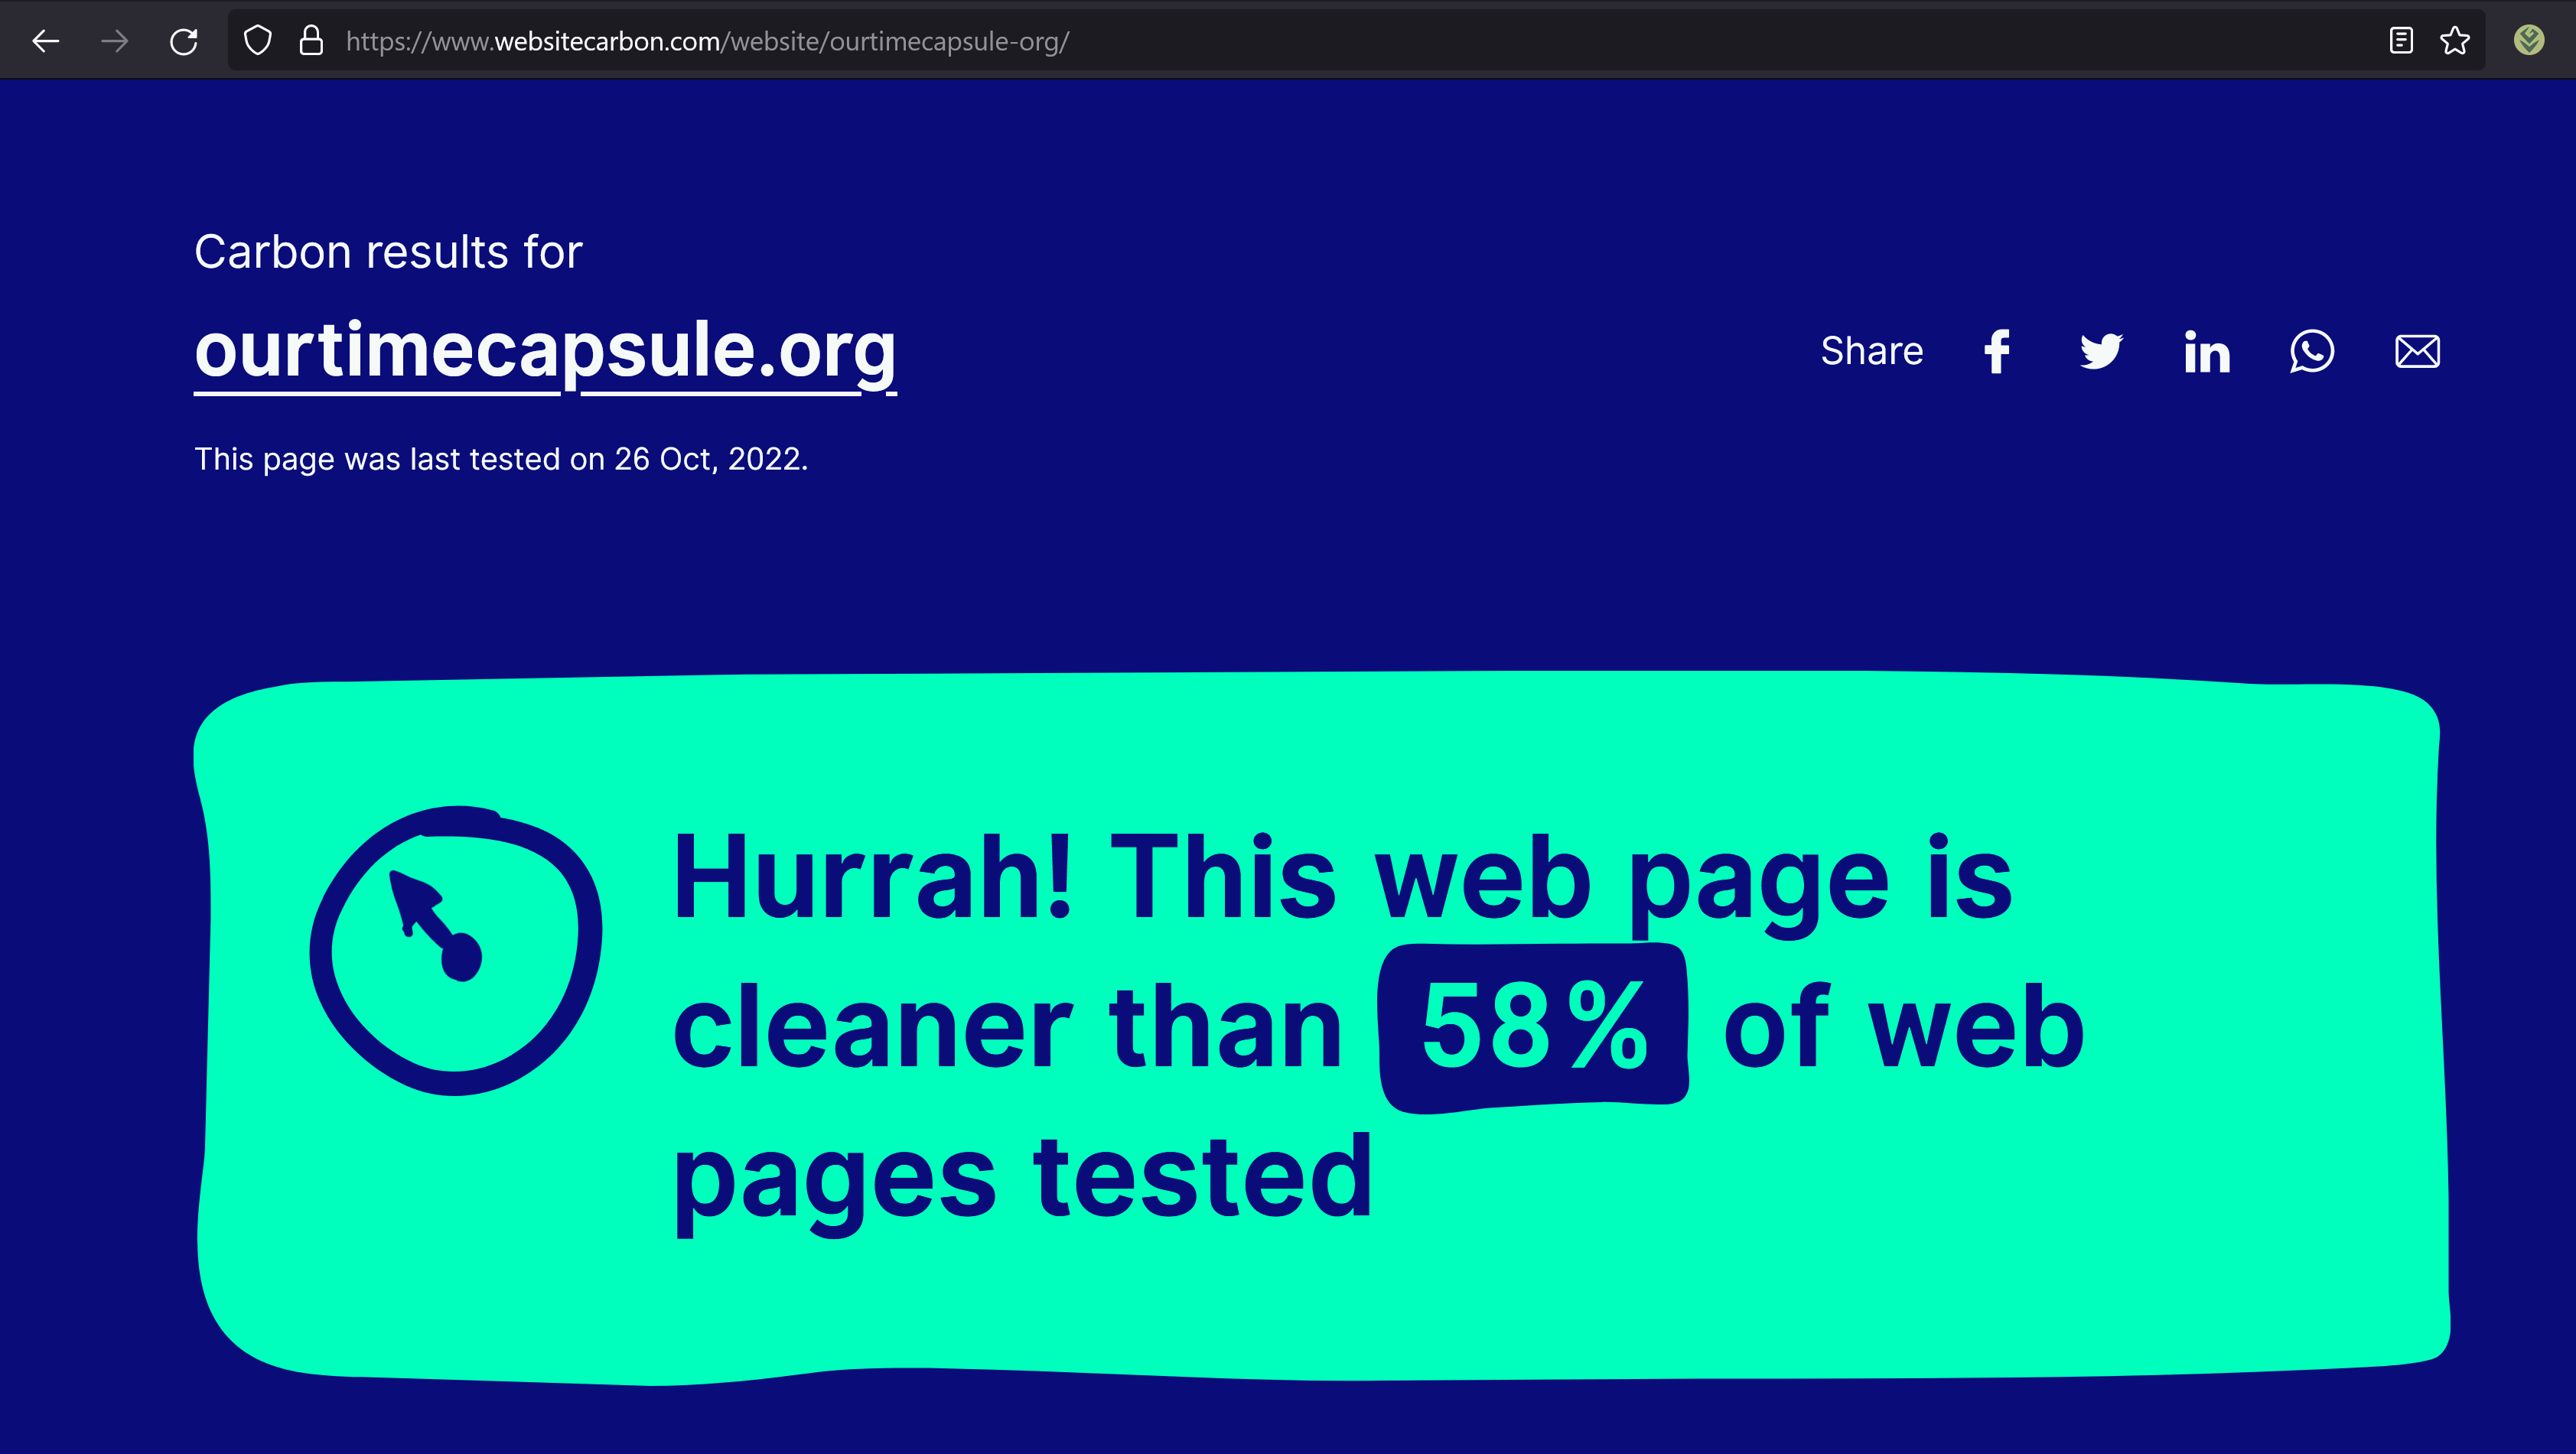 https://www.websitecarbon.com/website/ourtimecapsule-org/
Carbon results for
ourtimecapsule.org
Share
This page was last tested on 26 Oct, 2022.
Hurrah! This web page is
cleaner than 58% of web
pages tested